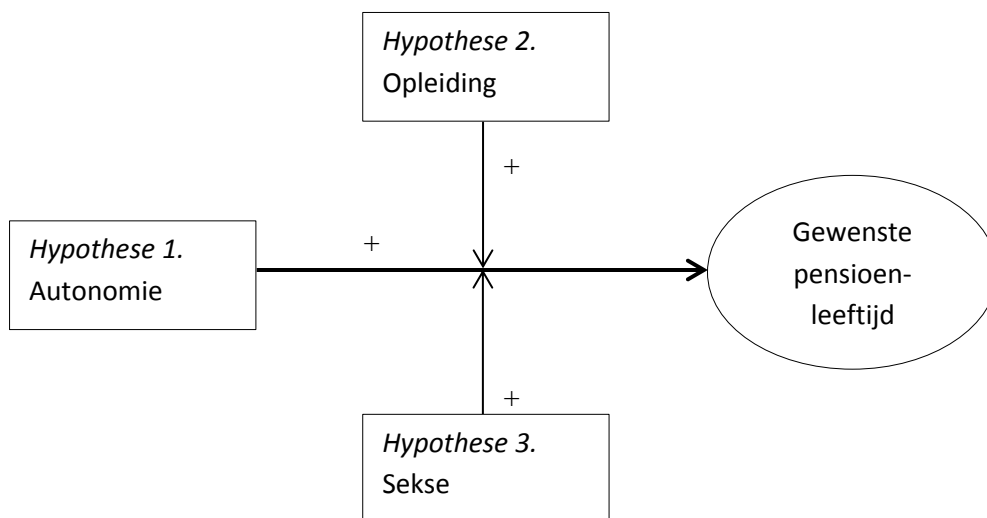 Hypothese 2.
Opleiding
+
Hypothese 1.
Autonomie
+
Gewenste
pensioen-
leeftijd
+
Hypothese 3.
Sekse